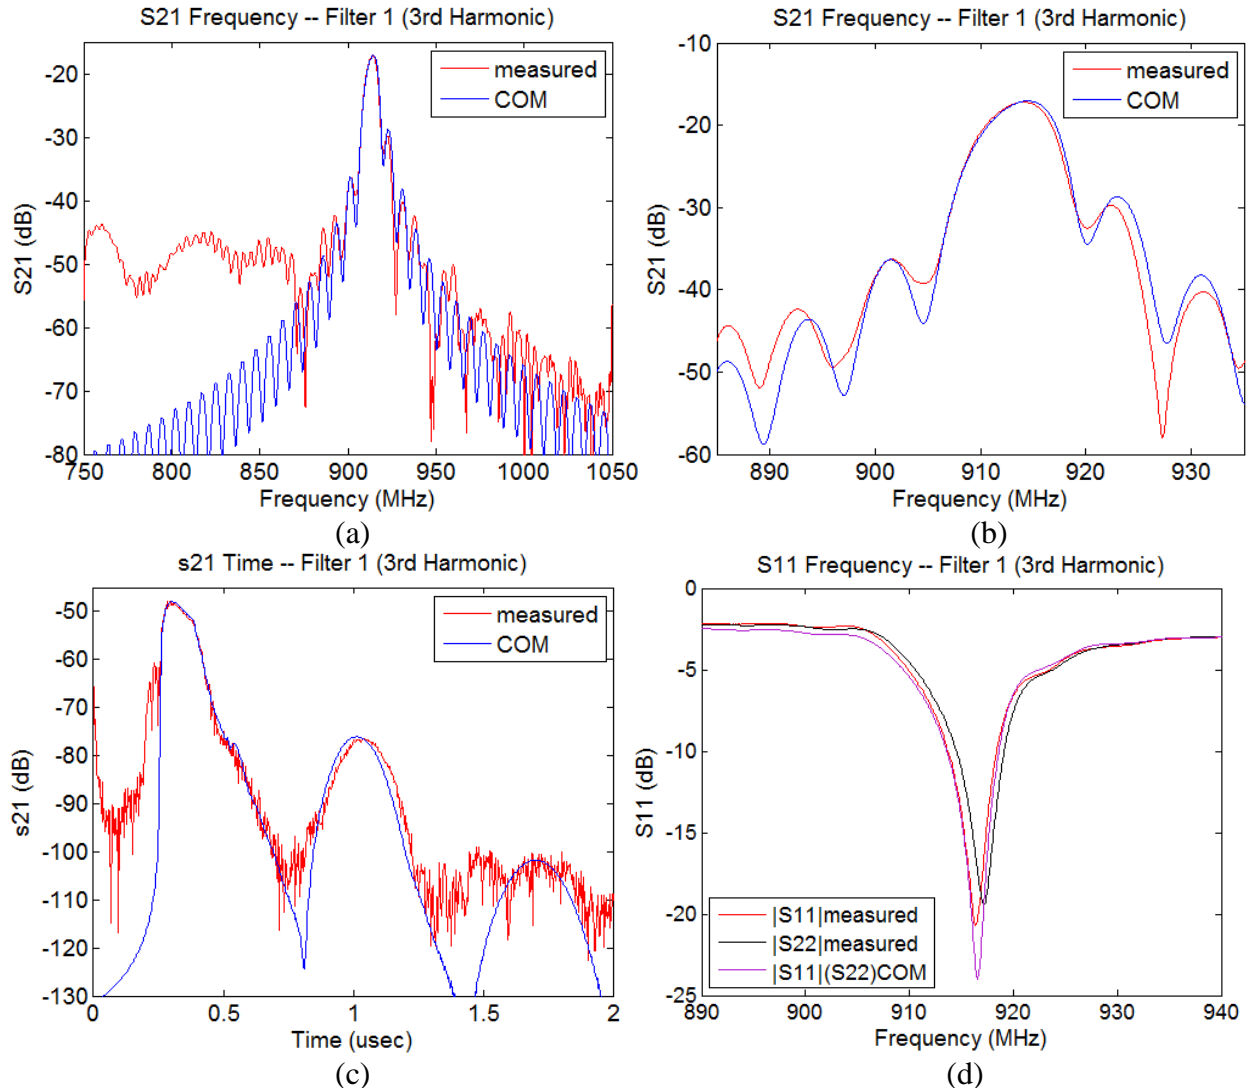 S21 Frequency -- Filter 1 (3rd Harmonic)
measured
COM
S21 (dB)
-20
-30
-40
-50
-60
-70
-80
750 800 850 900 950 1000 1050
Frequency (MHz)
(a)
S21 Frequency -- Filter 1 (3rd Harmonic)
measured
COM
S21 (dB)
-10
-20
-30
-40
-50
-60
890 900 910 920 930
Frequency (MHz)
(b)
s21 Time -- Filter 1 (3rd Harmonic)
measured
COM
s21 (dB)
-50
-60
-70
-80
-90
-100
-110
-120
-130
0 0.5 1 1.5 2
Time (usec)
(c)
S11 Frequency -- Filter 1 (3rd Harmonic)
S11 (dB)
0
-5
-10
-15
-20
-25
|S11|measured
|S22|measured
|S11|(S22)COM
890 900 910 920 930 940
Frequency (MHz)
(d)